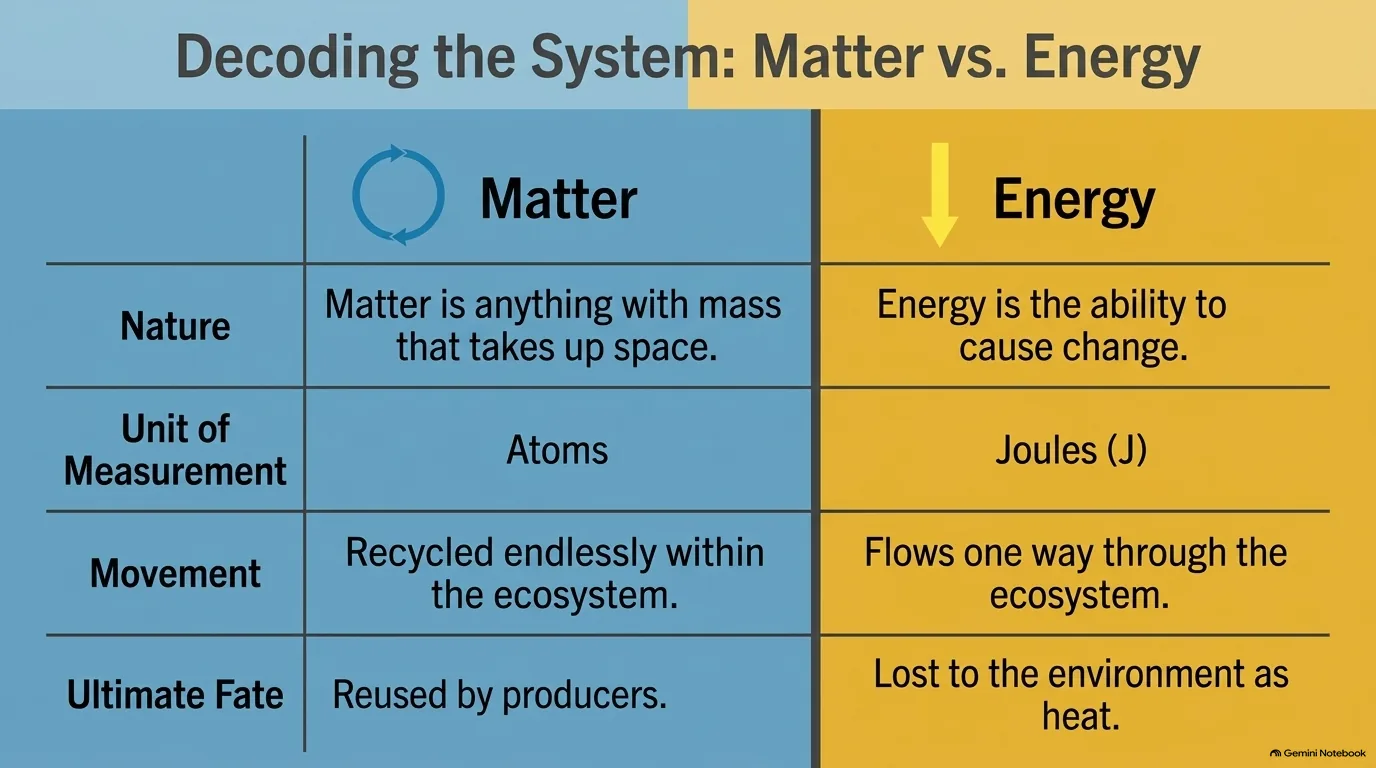 Decoding the System: Matter vs. Energy
Matter
Energy
Nature
Matter is anything with mass
that takes up space.
Energy is the ability to
cause change.
Unit of
Measurement
Atoms
Joules (J)
Movement
Recycled endlessly within
the ecosystem.
Flows one way through the
ecosystem.
Ultimate Fate
Reused by producers.
Lost to the environment as
heat.
Gemini Notebook